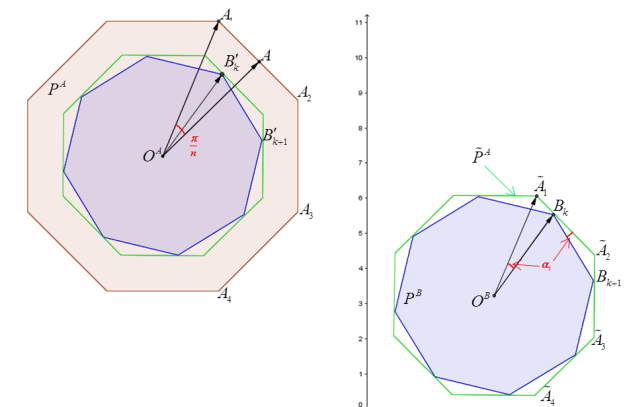 A₁
B′ₖ
A
Pᴬ
A₂
π/n
Oᴬ
B′ₖ₊₁
A₃
A₄
11
10
9
8
7
P̃ᴬ
6
Ã₁
Bₖ
5
Ã₂
4
α,
Bₖ₊₁
3
Pᴮ
Oᴮ
2
Ã₃
1
Ã₄
0